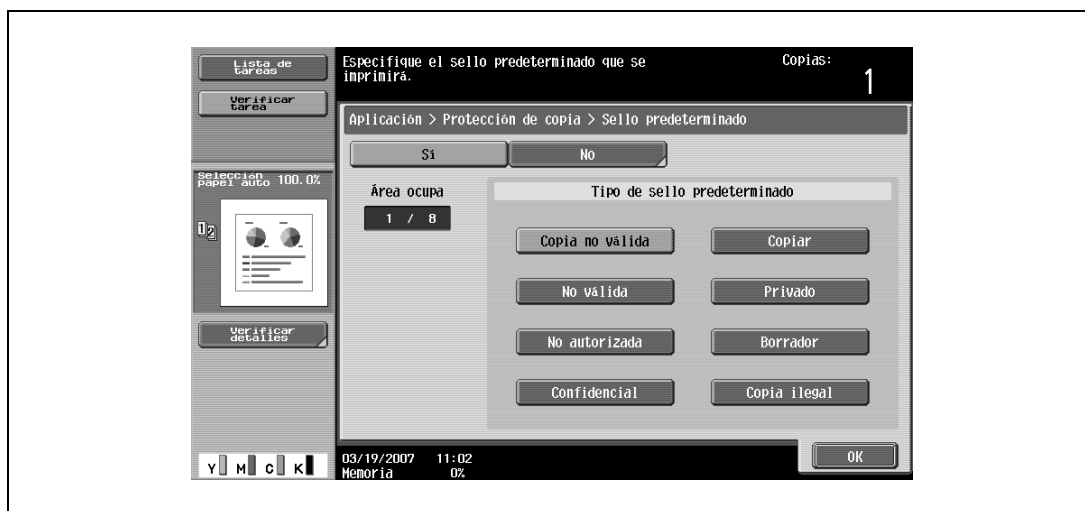 Lista de
tareas
Verificar
tarea
Selección
papel auto 100.0%
12
Verificar
detalles
Y M C K
Especifique el sello predeterminado que se
imprimirá.
Copias:
1
Aplicación > Protección de copia > Sello predeterminado
Sí
No
Área ocupa
1 / 8
Tipo de sello predeterminado
Copia no válida
Copiar
No válida
Privado
No autorizada
Borrador
Confidencial
Copia ilegal
03/19/2007 11:02
Memoria 0%
OK